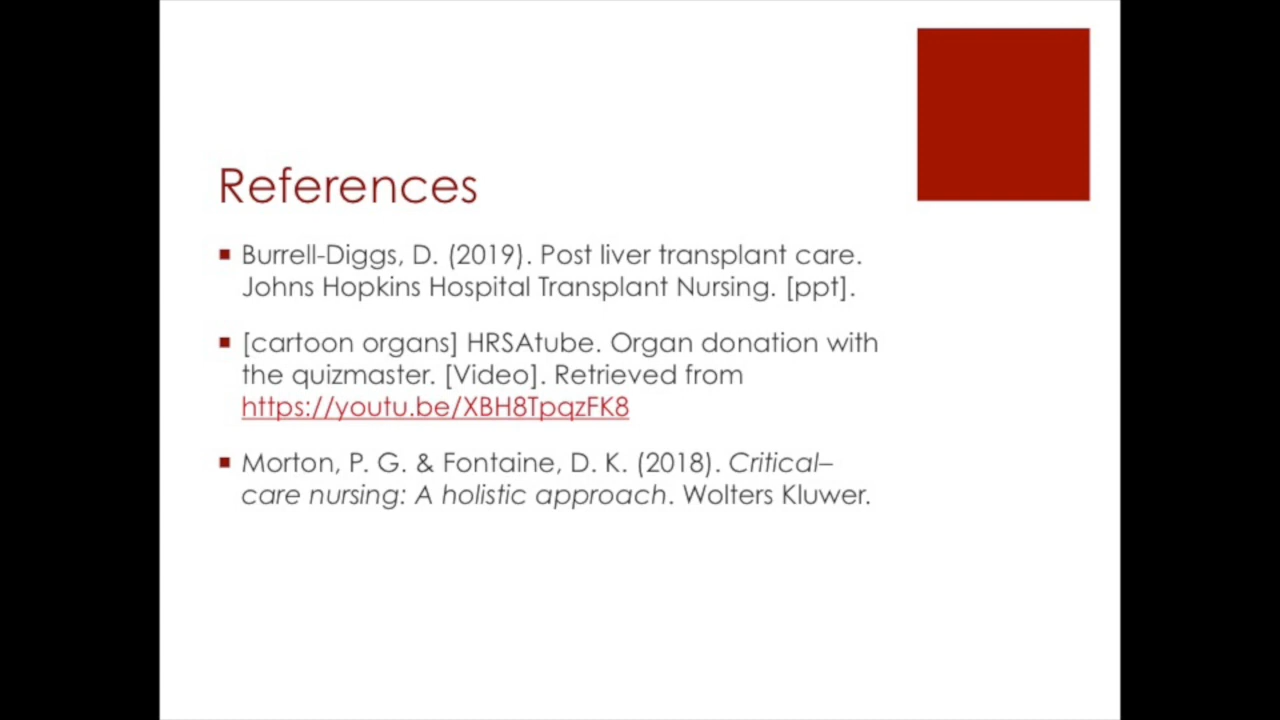 References
Burrell-Diggs, D. (2019). Post liver transplant care.
Johns Hopkins Hospital Transplant Nursing. [ppt].
[cartoon organs] HRSAtube. Organ donation with
the quizmaster. [Video]. Retrieved from
https://youtu.be/XBH8TpqzFK8
Morton, P. G. & Fontaine, D. K. (2018). Critical–
care nursing: A holistic approach. Wolters Kluwer.